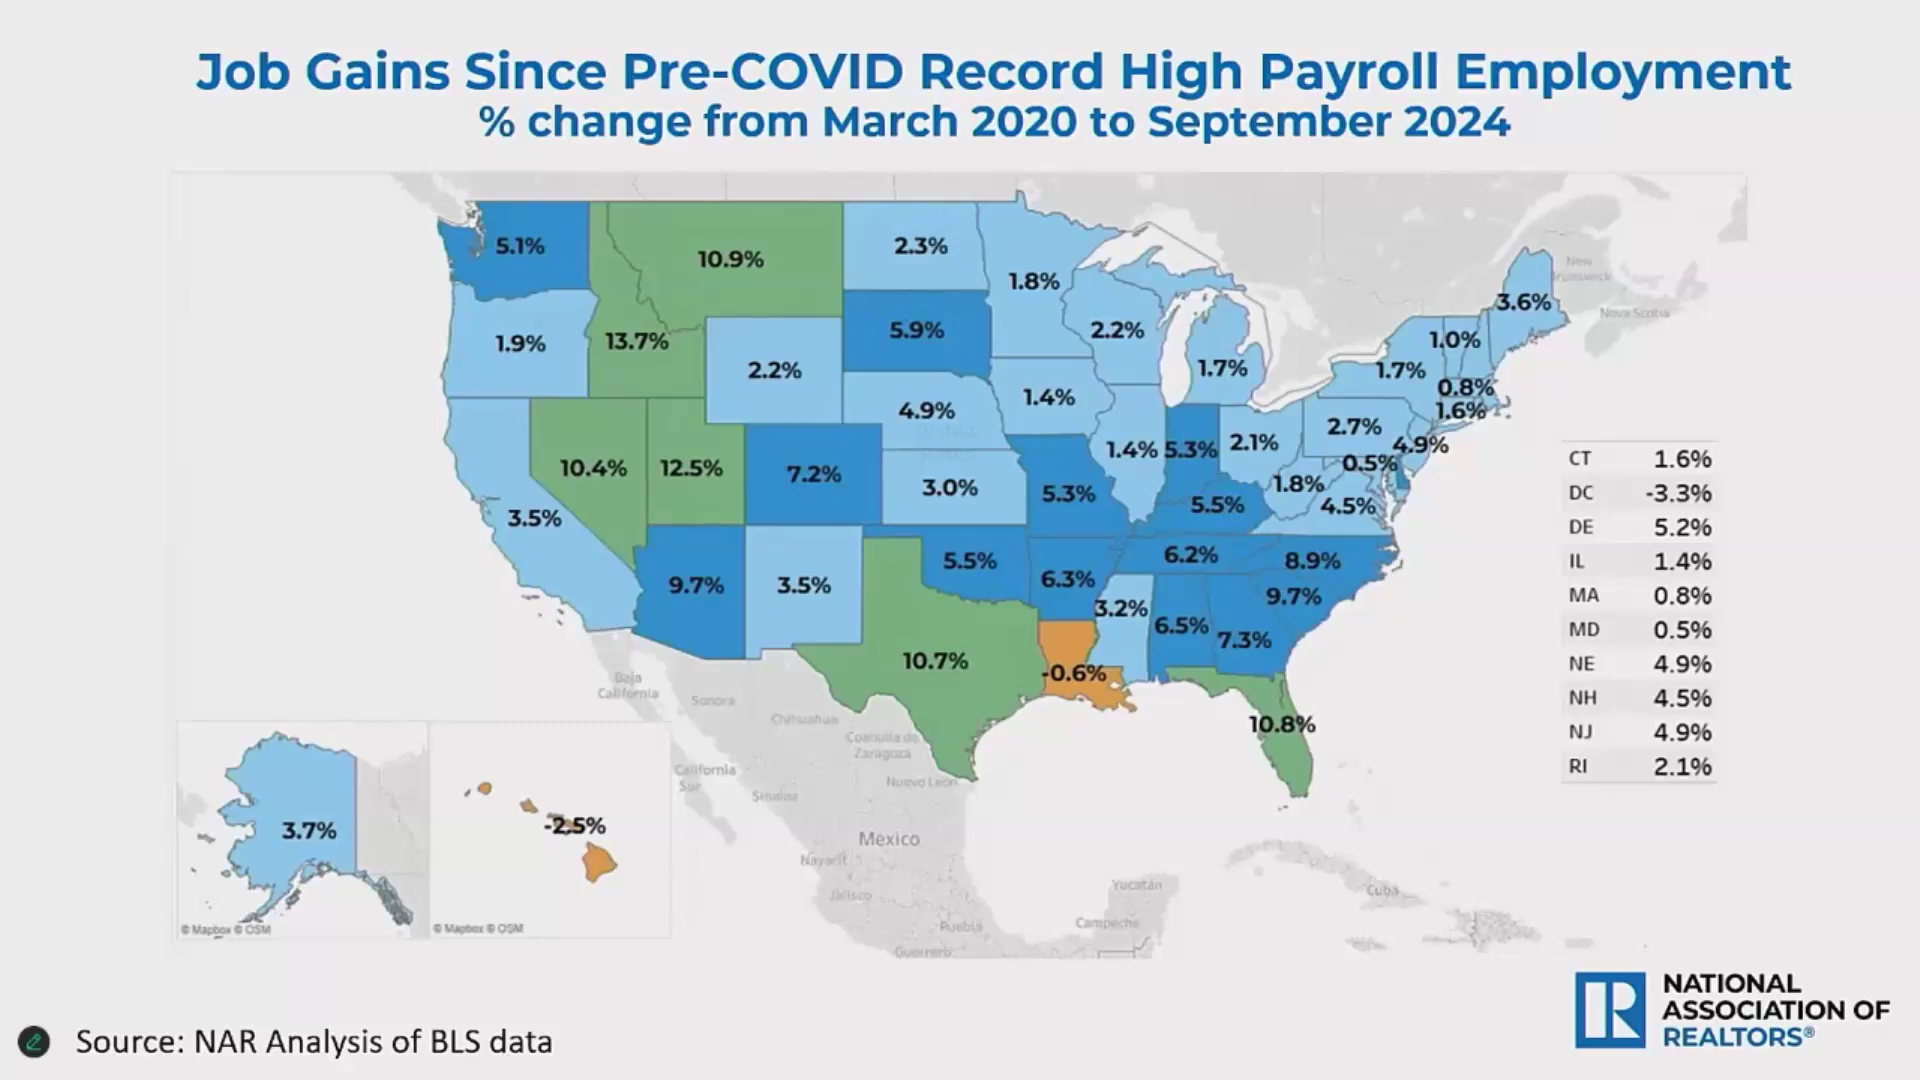 Job Gains Since Pre-COVID Record High Payroll Employment
% change from March 2020 to September 2024
5.1%
10.9%
2.3%
1.8%
3.6%
New
Brunswick
Nova Scotia
1.9%
13.7%
2.2%
5.9%
2.2%
1.7%
1.7%
1.0%
0.8%
1.6%
4.9%
1.4%
2.7%
4.9%
10.4%
12.5%
7.2%
3.0%
5.3%
1.4%
5.3%
2.1%
0.5%
1.8%
4.5%
3.5%
5.5%
9.7%
3.5%
5.5%
6.3%
6.2%
8.9%
9.7%
3.2%
6.5%
7.3%
10.7%
-0.6%
10.8%
CT 1.6%
DC -3.3%
DE 5.2%
IL 1.4%
MA 0.8%
MD 0.5%
NE 4.9%
NH 4.5%
NJ 4.9%
RI 2.1%
Baja
California
Sonora
Chihuahua
Coahuila de
Zaragoza
California
Sur
Sinaloa
Nuevo León
Mexico
Nayarit
Jalisco
Puebla
Guerrero
Yucatán
Campeche
Cuba
3.7%
-2.5%
© Mapbox © OSM
© Mapbox © OSM
Source: NAR Analysis of BLS data
NATIONAL
ASSOCIATION OF
REALTORS®